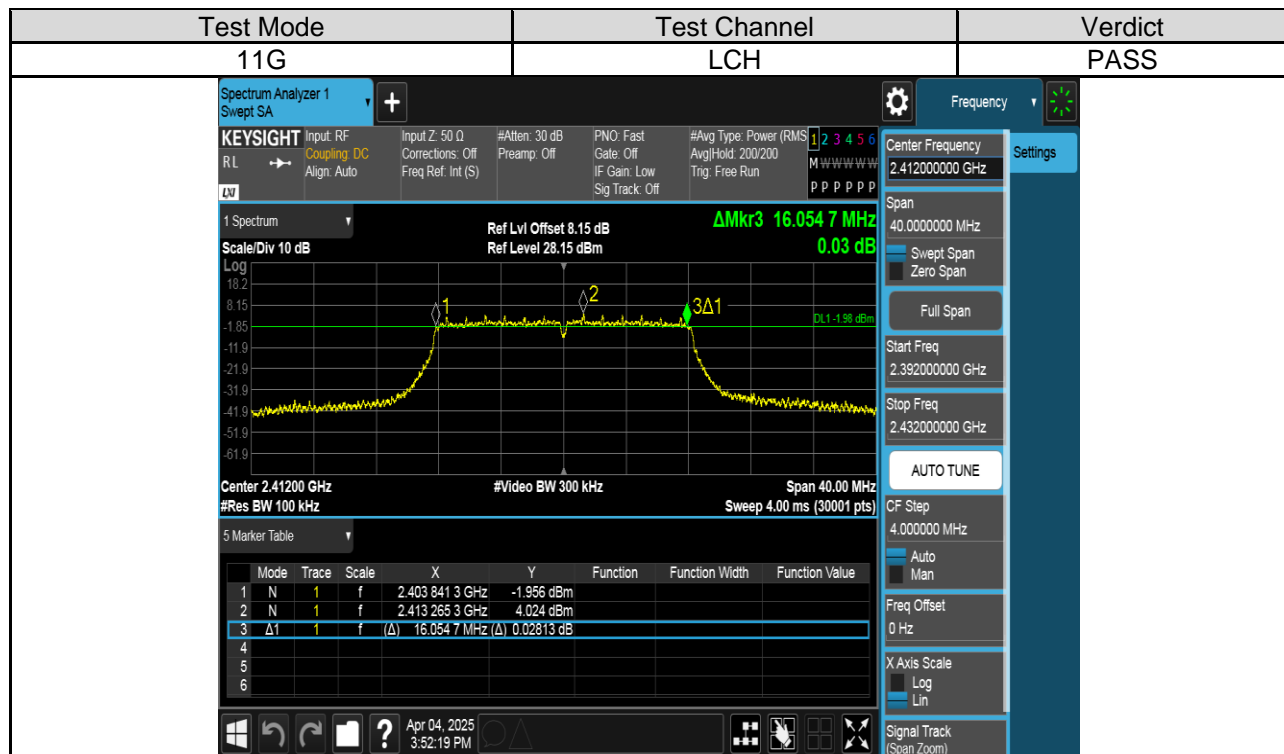 Test Mode Test Channel Verdict
11G LCH PASS
Spectrum Analyzer 1
Swept SA
+
Frequency
KEYSIGHT
RL
LXI
Input: RF
Coupling: DC
Align: Auto
Input Z: 50 Ω
Corrections: Off
Freq Ref: Int (S)
#Atten: 30 dB
Preamp: Off
PNO: Fast
Gate: Off
IF Gain: Low
Sig Track: Off
#Avg Type: Power (RMS
Avg|Hold: 200/200
Trig: Free Run
1 2 3 4 5 6
M W W W W W
P P P P P P
1 Spectrum
Scale/Div 10 dB
Ref Lvl Offset 8.15 dB
Ref Level 28.15 dBm
ΔMkr3 16.054 7 MHz
0.03 dB
Log
18.2
8.15
-1.85
-11.9
-21.9
-31.9
-41.9
-51.9
-61.9
1
2
3Δ1
DL1 -1.98 dBm
Center 2.41200 GHz #Video BW 300 kHz Span 40.00 MHz
#Res BW 100 kHz Sweep 4.00 ms (30001 pts)
5 Marker Table
Mode Trace Scale X Y Function Function Width Function Value
1 N 1 f 2.403 841 3 GHz -1.956 dBm
2 N 1 f 2.413 265 3 GHz 4.024 dBm
3 Δ1 1 f (Δ) 16.054 7 MHz (Δ) 0.02813 dB
4
5
6
?
Apr 04, 2025
3:52:19 PM
Center Frequency
2.412000000 GHz
Settings
Span
40.0000000 MHz
Swept Span
Zero Span
Full Span
Start Freq
2.392000000 GHz
Stop Freq
2.432000000 GHz
AUTO TUNE
CF Step
4.000000 MHz
Auto
Man
Freq Offset
0 Hz
X Axis Scale
Log
Lin
Signal Track
(Span Zoom)